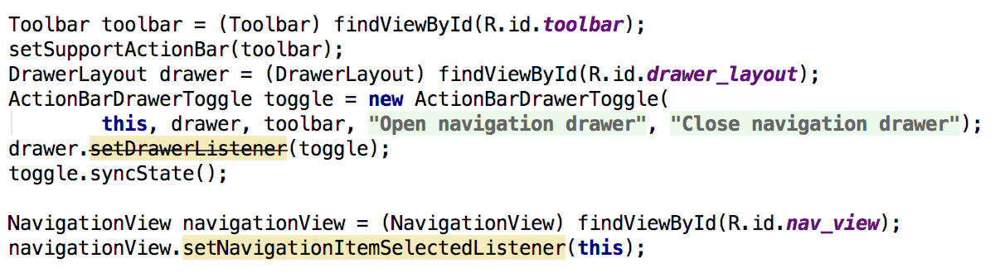 Toolbar toolbar = (Toolbar) findViewById(R.id.toolbar);
setSupportActionBar(toolbar);
DrawerLayout drawer = (DrawerLayout) findViewById(R.id.drawer_layout);
ActionBarDrawerToggle toggle = new ActionBarDrawerToggle(
        this, drawer, toolbar, "Open navigation drawer", "Close navigation drawer");
drawer.setDrawerListener(toggle);
toggle.syncState();

NavigationView navigationView = (NavigationView) findViewById(R.id.nav_view);
navigationView.setNavigationItemSelectedListener(this);